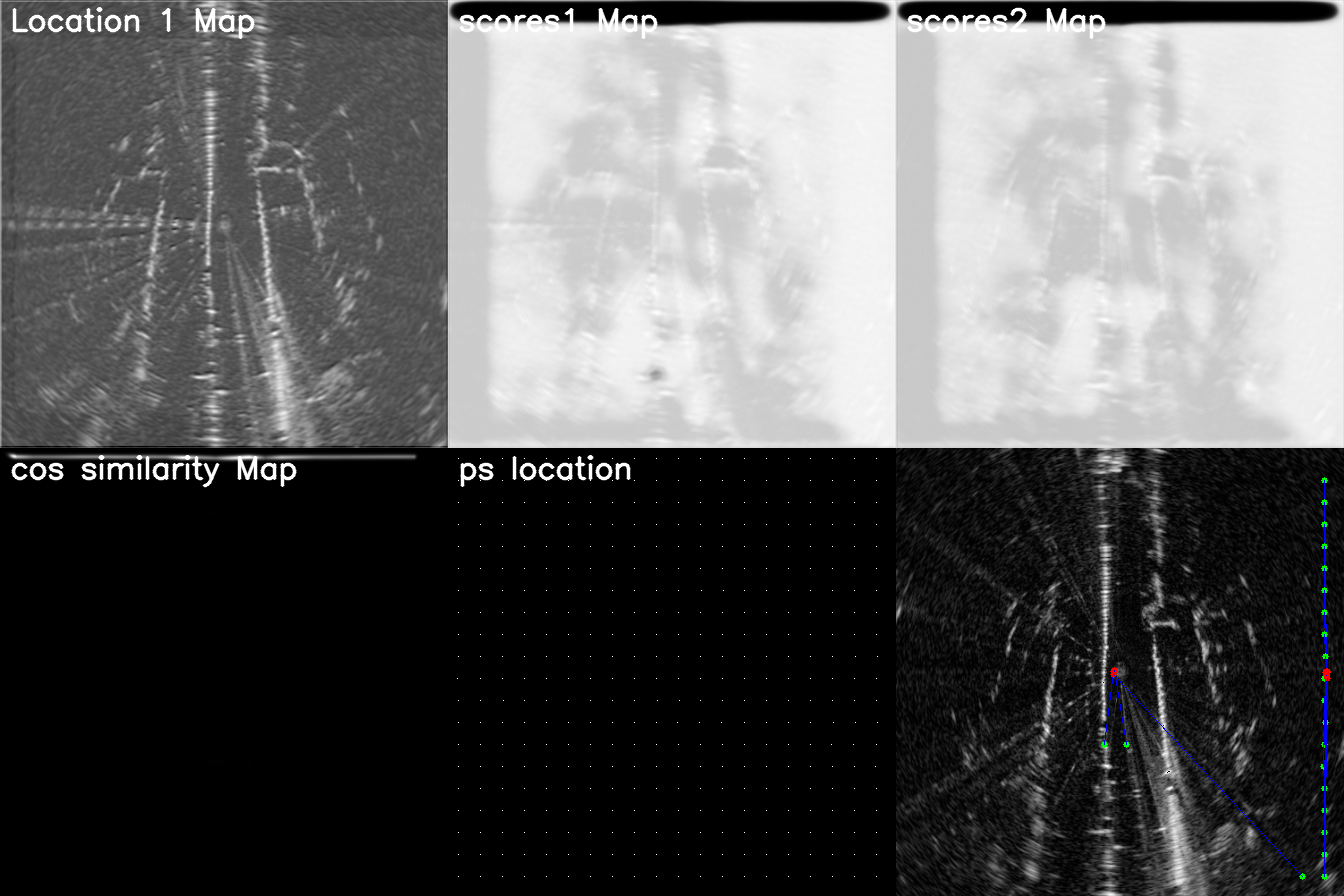 Location 1 Map
scores1 Map
scores2 Map
cos similarity Map
ps location